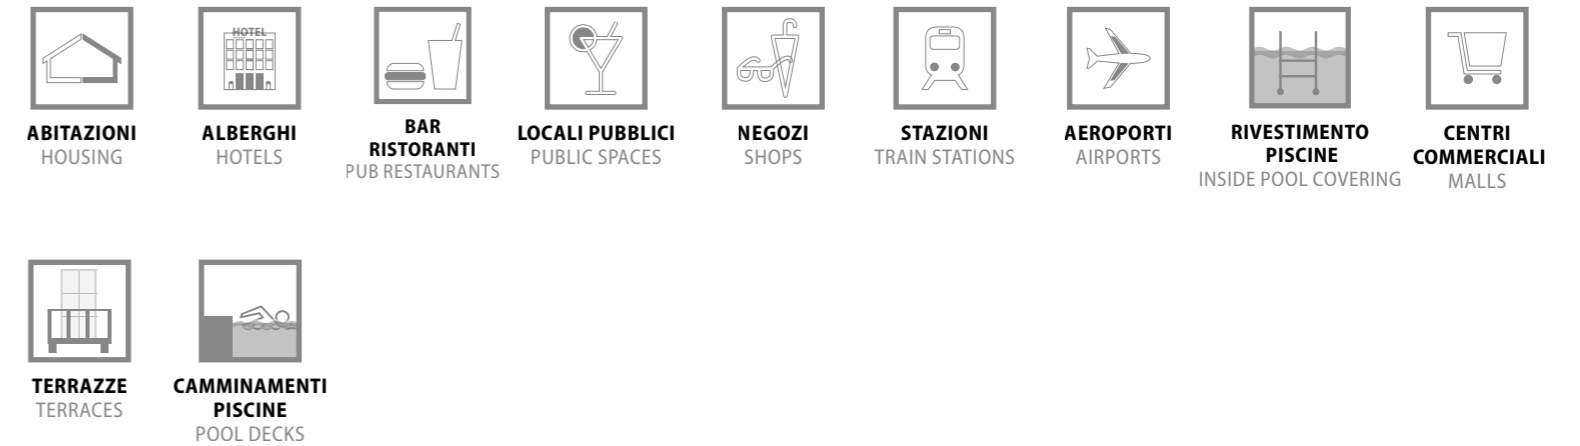 HOTEL
ABITAZIONI
HOUSING
ALBERGHI
HOTELS
BAR
RISTORANTI
PUB RESTAURANTS
LOCALI PUBBLICI
PUBLIC SPACES
NEGOZI
SHOPS
STAZIONI
TRAIN STATIONS
AEROPORTI
AIRPORTS
RIVESTIMENTO
PISCINE
INSIDE POOL COVERING
CENTRI
COMMERCIALI
MALLS
TERRAZZE
TERRACES
CAMMINAMENTI
PISCINE
POOL DECKS